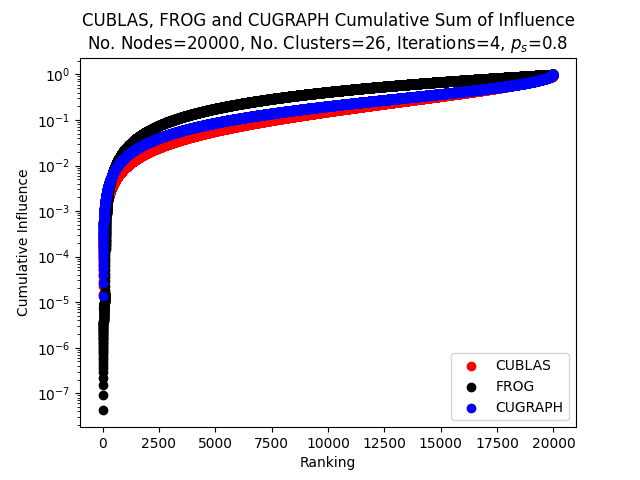 CUBLAS, FROG and CUGRAPH Cumulative Sum of Influence
No. Nodes=20000, No. Clusters=26, Iterations=4, $p_s$=0.8
10⁰
10⁻¹
10⁻²
10⁻³
10⁻⁴
10⁻⁵
10⁻⁶
10⁻⁷
Cumulative Influence
CUBLAS
FROG
CUGRAPH
0 2500 5000 7500 10000 12500 15000 17500 20000
Ranking